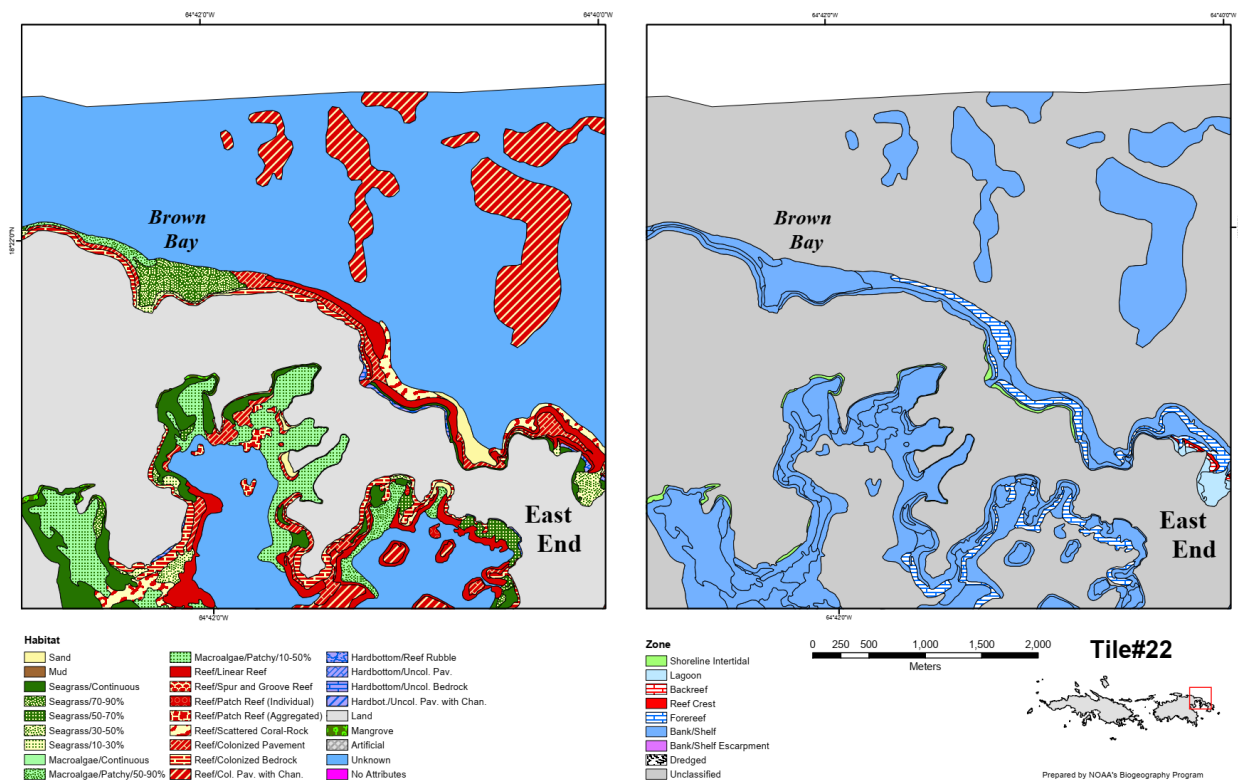 64°42'0"W
64°40'0"W
64°42'0"W
64°40'0"W
18°22'0"N
Brown
Bay
East
End
Brown
Bay
East
End
64°42'0"W
64°42'0"W
Habitat
Sand
Mud
Seagrass/Continuous
Seagrass/70-90%
Seagrass/50-70%
Seagrass/30-50%
Seagrass/10-30%
Macroalgae/Continuous
Macroalgae/Patchy/50-90%
Macroalgae/Patchy/10-50%
Reef/Linear Reef
Reef/Spur and Groove Reef
Reef/Patch Reef (Individual)
Reef/Patch Reef (Aggregated)
Reef/Scattered Coral-Rock
Reef/Colonized Pavement
Reef/Colonized Bedrock
Reef/Col. Pav. with Chan.
Hardbottom/Reef Rubble
Hardbottom/Uncol. Pav.
Hardbottom/Uncol. Bedrock
Hardbot./Uncol. Pav. with Chan.
Land
Mangrove
Artificial
Unknown
No Attributes
Zone
Shoreline Intertidal
Lagoon
Backreef
Reef Crest
Forereef
Bank/Shelf
Bank/Shelf Escarpment
Dredged
Unclassified
0 250 500 1,000 1,500 2,000
Meters
Tile#22
Prepared by NOAA's Biogeography Program